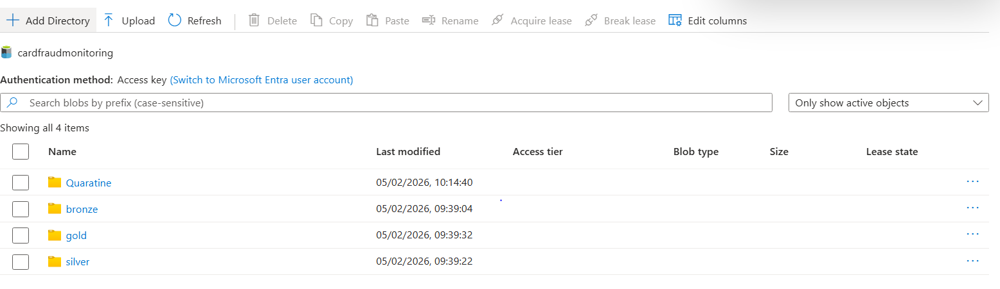 Add Directory Upload Refresh Delete Copy Paste Rename Acquire lease Break lease Edit columns
cardfraudmonitoring
Authentication method: Access key (Switch to Microsoft Entra user account)
Search blobs by prefix (case-sensitive) Only show active objects
Showing all 4 items
Name Last modified Access tier Blob type Size Lease state
Quaratine 05/02/2026, 10:14:40 ...
bronze 05/02/2026, 09:39:04 ...
gold 05/02/2026, 09:39:32 ...
silver 05/02/2026, 09:39:22 ...